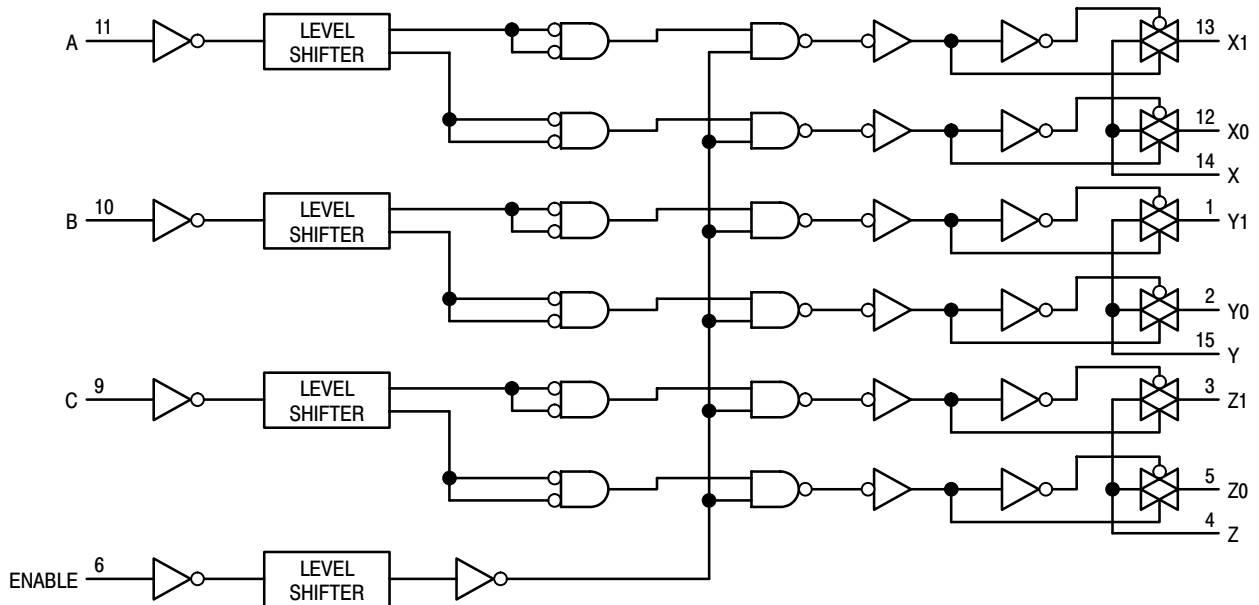 A 11 LEVEL SHIFTER 13 X1
12 X0
14 X
B 10 LEVEL SHIFTER 1 Y1
2 Y0
15 Y
C 9 LEVEL SHIFTER 3 Z1
5 Z0
4 Z
ENABLE 6 LEVEL SHIFTER